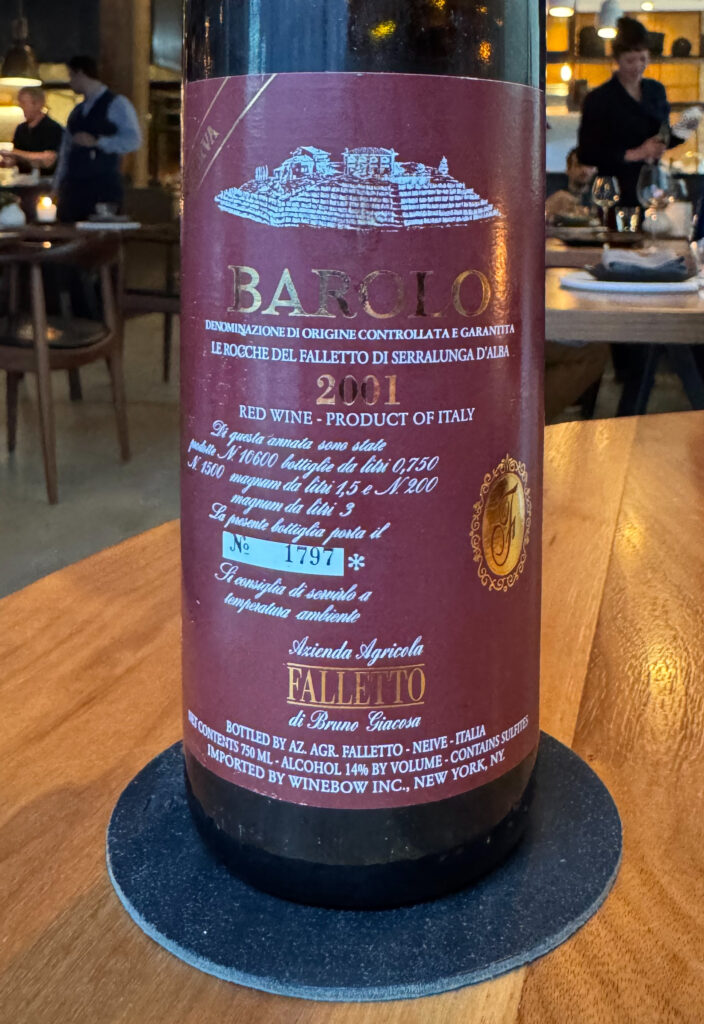 BAROLO
DENOMINAZIONE DI ORIGINE CONTROLLATA E GARANTITA
LE ROCCHE DEL FALLETTO DI SERRALUNGA D'ALBA
2001
RED WINE - PRODUCT OF ITALY
Di questa annata sono state
prodotte N. 16600 bottiglie da litri 0,750
N. 1500 magnum da litri 1,5 e N. 200
magnum da litri 3
La presente bottiglia porta il
Nº 1797 *
Si consiglia di servirlo a
temperatura ambiente
Azienda Agricola
FALLETTO
di Bruno Giacosa
BOTTLED BY AZ. AGR. FALLETTO - NEIVE - ITALIA
NET CONTENTS 750 ML - ALCOHOL 14% BY VOLUME - CONTAINS SULFITES
IMPORTED BY WINEBOW INC., NEW YORK, NY.